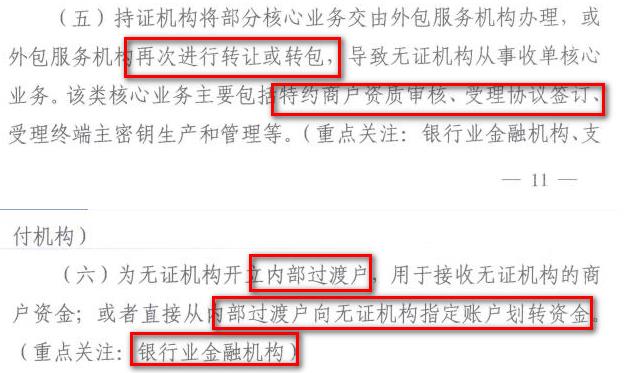 （五）持证机构将部分核心业务交由外包服务机构办理，或
外包服务机构再次进行转让或转包，导致无证机构从事收单核心
业务。该类核心业务主要包括特约商户资质审核、受理协议签订、
受理终端主密钥生产和管理等。（重点关注：银行业金融机构、支
— 11 —
付机构）
（六）为无证机构开立内部过渡户，用于接收无证机构的商
户资金；或者直接从内部过渡户向无证机构指定账户划转资金。
（重点关注：银行业金融机构）